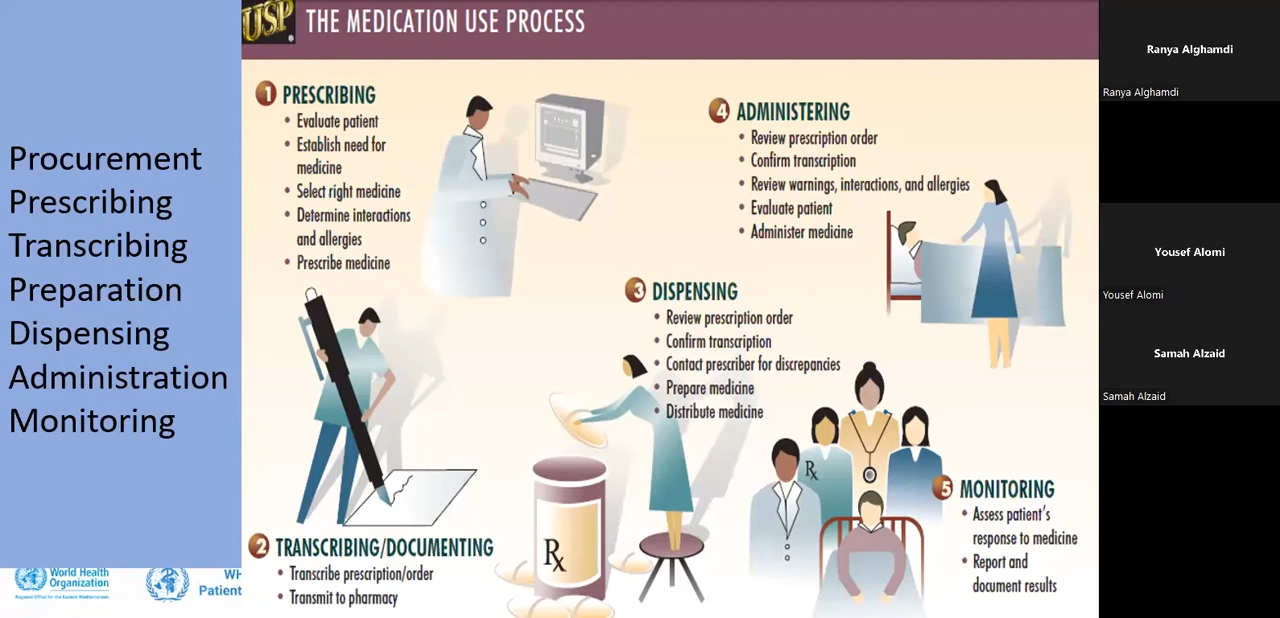 Procurement
Prescribing
Transcribing
Preparation
Dispensing
Administration
Monitoring
World Health
Organization
WH
Patient
USP
THE MEDICATION USE PROCESS
1 PRESCRIBING
• Evaluate patient
• Establish need for
medicine
• Select right medicine
• Determine interactions
and allergies
• Prescribe medicine
2 TRANSCRIBING/DOCUMENTING
• Transcribe prescription/order
• Transmit to pharmacy
3 DISPENSING
• Review prescription order
• Confirm transcription
• Contact prescriber for discrepancies
• Prepare medicine
• Distribute medicine
Rx
4 ADMINISTERING
• Review prescription order
• Confirm transcription
• Review warnings, interactions, and allergies
• Evaluate patient
• Administer medicine
Rx
5 MONITORING
• Assess patient's
response to medicine
• Report and
document results
Ranya Alghamdi
Ranya Alghamdi
Yousef Alomi
Yousef Alomi
Samah Alzaid
Samah Alzaid